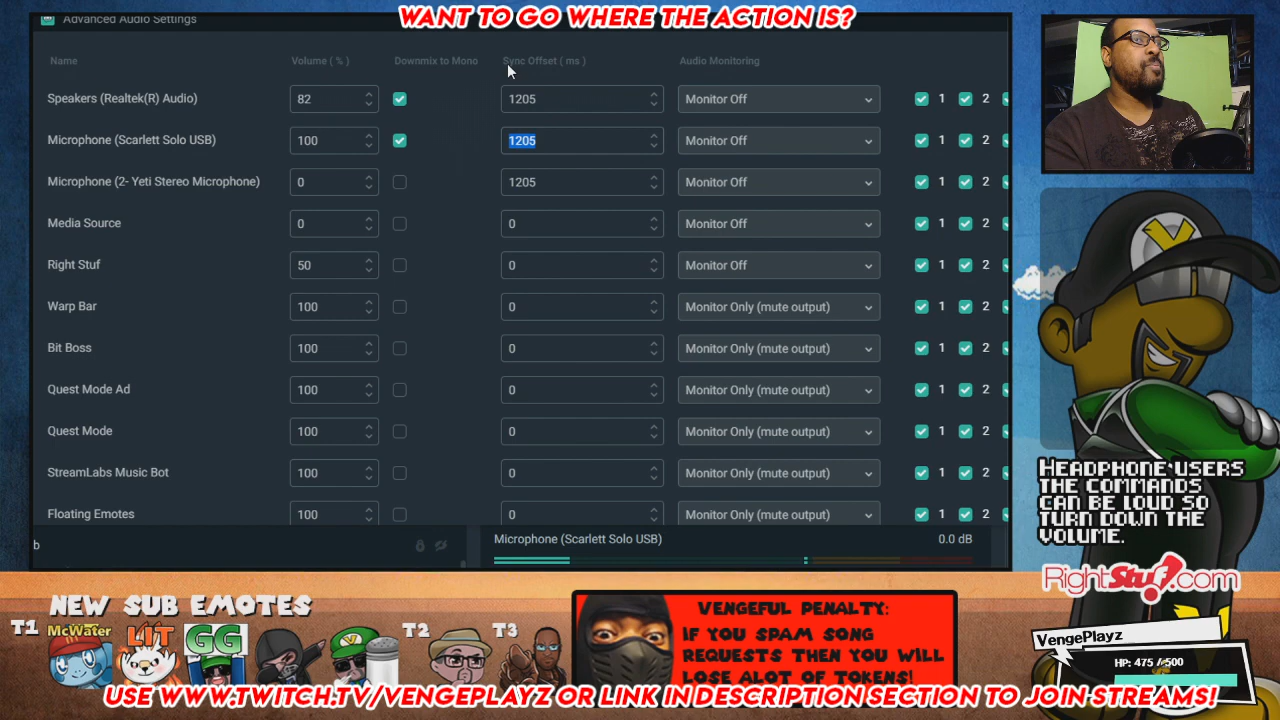 WANT TO GO WHERE THE ACTION IS?
Advanced Audio Settings
Name Volume ( % ) Downmix to Mono Sync Offset ( ms ) Audio Monitoring
Speakers (Realtek(R) Audio) 82 1205 Monitor Off 1 2
Microphone (Scarlett Solo USB) 100 1205 Monitor Off 1 2
Microphone (2- Yeti Stereo Microphone) 0 1205 Monitor Off 1 2
Media Source 0 0 Monitor Off 1 2
Right Stuf 50 0 Monitor Off 1 2
Warp Bar 100 0 Monitor Only (mute output) 1 2
Bit Boss 100 0 Monitor Only (mute output) 1 2
Quest Mode Ad 100 0 Monitor Only (mute output) 1 2
Quest Mode 100 0 Monitor Only (mute output) 1 2
StreamLabs Music Bot 100 0 Monitor Only (mute output) 1 2
Floating Emotes 100 0 Monitor Only (mute output) 1 2
b
Microphone (Scarlett Solo USB) 0.0 dB
V
HEADPHONE USERS
THE COMMANDS
CAN BE LOUD SO
TURN DOWN THE
VOLUME.
RightStuf!.com
NEW SUB EMOTES
T1 McWater LIT GG T2 T3
VENGEFUL PENALTY:
IF YOU SPAM SONG
REQUESTS THEN YOU WILL
LOSE ALOT OF TOKENS!
VengePlayz
HP: 475 / 500
USE WWW.TWITCH.TV/VENGEPLAYZ OR LINK IN DESCRIPTION SECTION TO JOIN STREAMS!